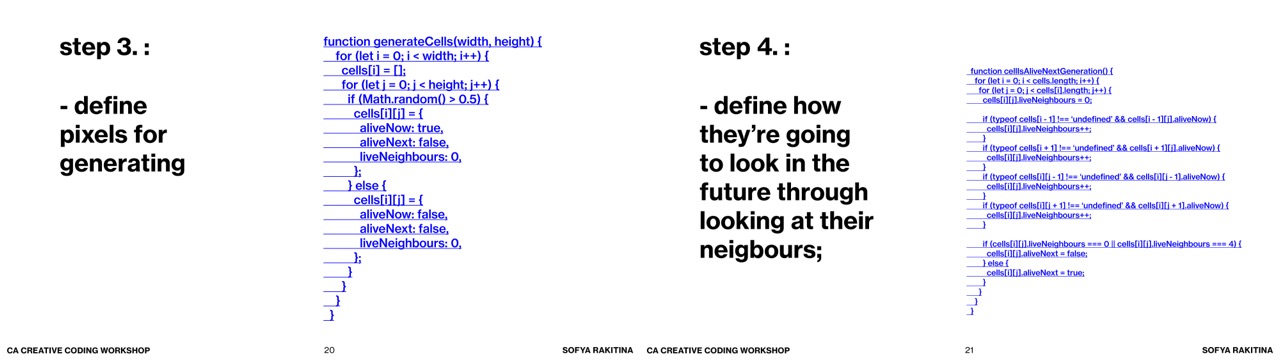 step 3. :
- define
pixels for
generating
function generateCells(width, height) {
for (let i = 0; i < width; i++) {
cells[i] = [];
for (let j = 0; j < height; j++) {
if (Math.random() > 0.5) {
cells[i][j] = {
aliveNow: true,
aliveNext: false,
liveNeighbours: 0,
};
} else {
cells[i][j] = {
aliveNow: false,
aliveNext: false,
liveNeighbours: 0,
};
}
}
}
}
CA CREATIVE CODING WORKSHOP
20
SOFYA RAKITINA
step 4. :
- define how
they're going
to look in the
future through
looking at their
neigbours;
function celllsAliveNextGeneration() {
for (let i = 0; i < cells.length; i++) {
for (let j = 0; j < cells[i].length; j++) {
cells[i][j].liveNeighbours = 0;
if (typeof cells[i - 1] !== 'undefined' && cells[i - 1][j].aliveNow) {
cells[i][j].liveNeighbours++;
}
if (typeof cells[i + 1] !== 'undefined' && cells[i + 1][j].aliveNow) {
cells[i][j].liveNeighbours++;
}
if (typeof cells[i][j - 1] !== 'undefined' && cells[i][j - 1].aliveNow) {
cells[i][j].liveNeighbours++;
}
if (typeof cells[i][j + 1] !== 'undefined' && cells[i][j + 1].aliveNow) {
cells[i][j].liveNeighbours++;
}
if (cells[i][j].liveNeighbours === 0 || cells[i][j].liveNeighbours === 4) {
cells[i][j].aliveNext = false;
} else {
cells[i][j].aliveNext = true;
}
}
}
}
CA CREATIVE CODING WORKSHOP
21
SOFYA RAKITINA